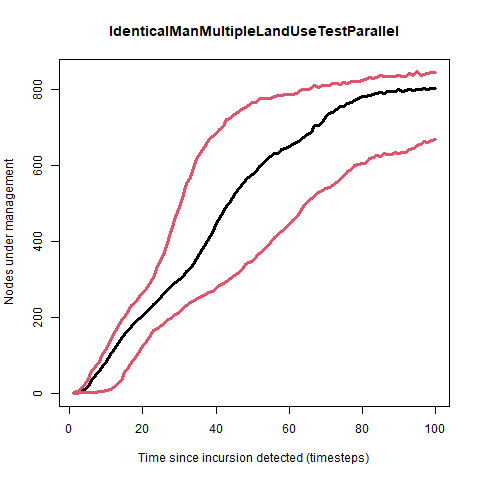 IdenticalManMultipleLandUseTestParallel
Nodes under management
800
600
400
200
0
0 20 40 60 80 100
Time since incursion detected (timesteps)